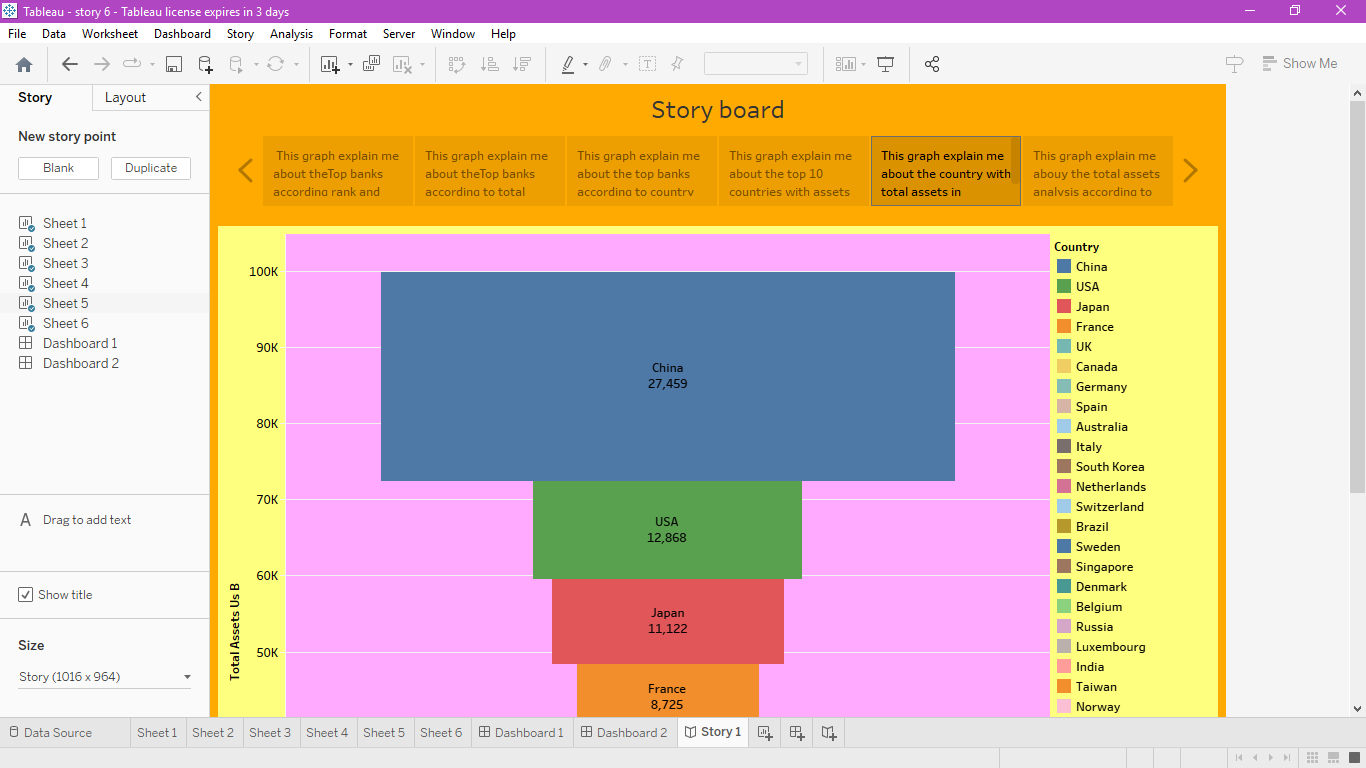 Tableau - story 6 - Tableau license expires in 3 days
File Data Worksheet Dashboard Story Analysis Format Server Window Help
Show Me
Story Layout
New story point
Blank Duplicate
Sheet 1
Sheet 2
Sheet 3
Sheet 4
Sheet 5
Sheet 6
Dashboard 1
Dashboard 2
A Drag to add text
Show title
Size
Story (1016 x 964)
Story board
This graph explain me
about theTop banks
according rank and
This graph explain me
about theTop banks
according to total
This graph explain me
about the top banks
according to country
This graph explain me
about the top 10
countries with assets
This graph explain me
about the country with
total assets in
This graph explain me
abouy the total assets
analysis according to
Total Assets Us B
100K
90K
80K
70K
60K
50K
China
27,459
USA
12,868
Japan
11,122
France
8,725
Country
China
USA
Japan
France
UK
Canada
Germany
Spain
Australia
Italy
South Korea
Netherlands
Switzerland
Brazil
Sweden
Singapore
Denmark
Belgium
Russia
Luxembourg
India
Taiwan
Norway
Data Source Sheet 1 Sheet 2 Sheet 3 Sheet 4 Sheet 5 Sheet 6 Dashboard 1 Dashboard 2 Story 1